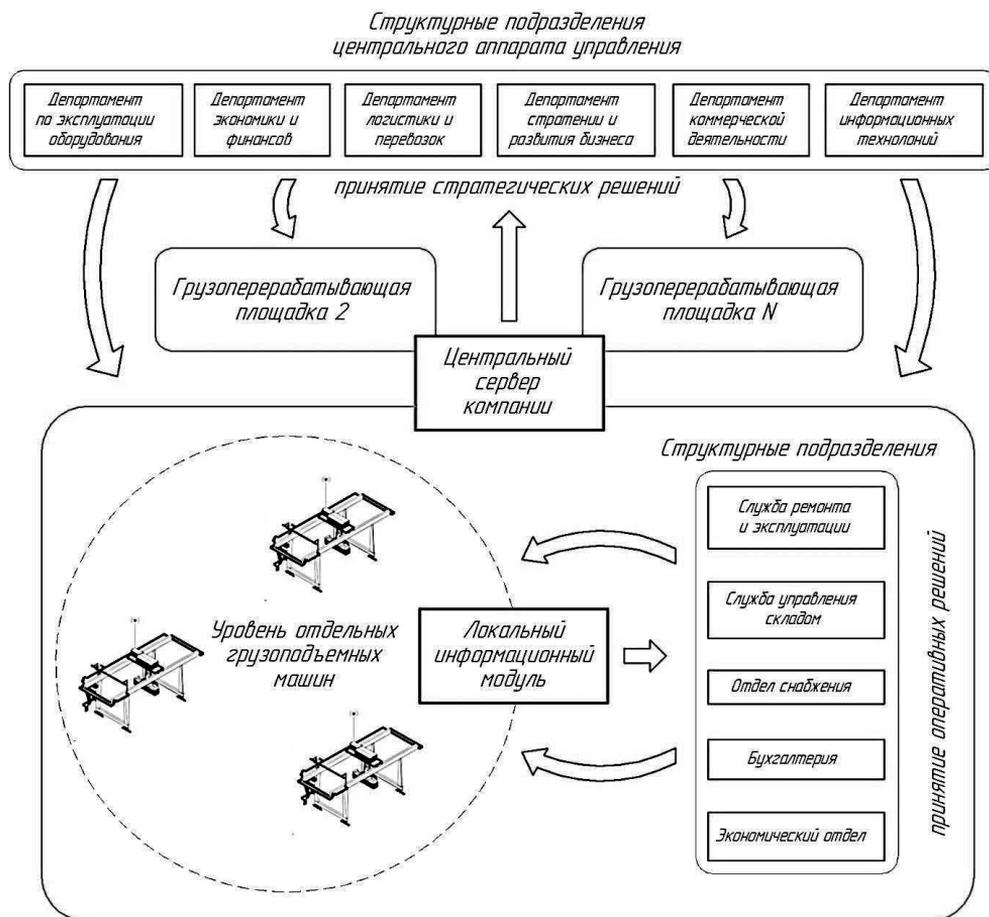 Структурные подразделения
центрального аппарата управления
Департамент
по эксплуатации
оборудования
Департамент
экономики и
финансов
Департамент
логистики и
перевозок
Департамент
стратегии и
развития бизнеса
Департамент
коммерческой
деятельности
Департамент
информационных
технологий
принятие стратегических решений
Грузоперерабатывающая
площадка 2
Грузоперерабатывающая
площадка N
Центральный
сервер
компании
Структурные подразделения
Служба ремонта
и эксплуатации
Служба управления
складом
Отдел снабжения
Бухгалтерия
Экономический отдел
принятие оперативных решений
Уровень отдельных
грузоподъемных
машин
Локальный
информационный
модуль